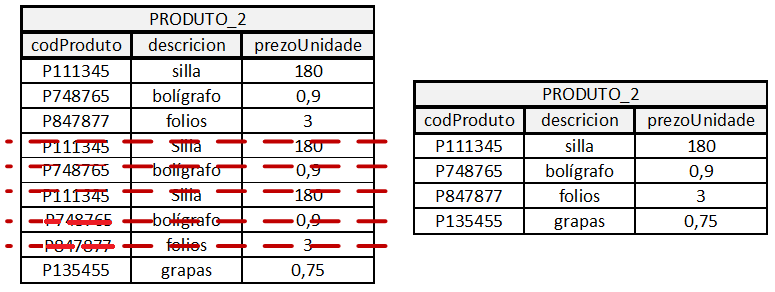 PRODUTO_2
codProduto descricion prezoUnidade
P111345 silla 180
P748765 bolígrafo 0,9
P847877 folios 3
P111345 Silla 180
P748765 bolígrafo 0,9
P111345 Silla 180
P748765 bolígrafo 0,9
P847877 folios 3
P135455 grapas 0,75
PRODUTO_2
codProduto descricion prezoUnidade
P111345 silla 180
P748765 bolígrafo 0,9
P847877 folios 3
P135455 grapas 0,75